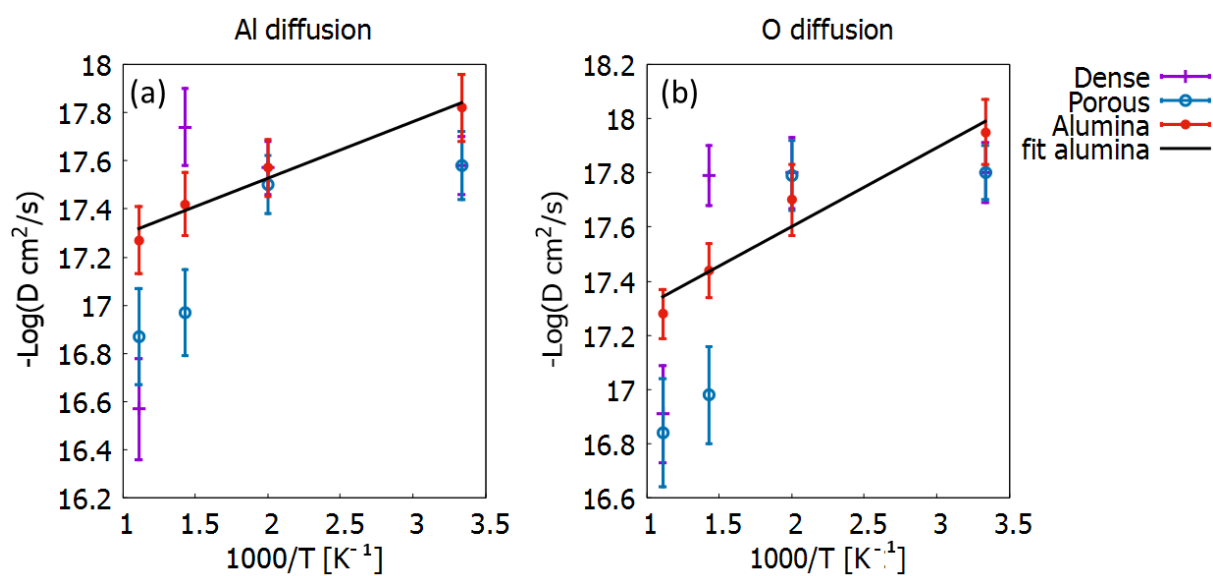 Al diffusion
(a)
18
17.8
17.6
17.4
17.2
17
16.8
16.6
16.4
16.2
-Log(D cm²/s)
1 1.5 2 2.5 3 3.5
1000/T [K⁻¹]
O diffusion
(b)
18.2
18
17.8
17.6
17.4
17.2
17
16.8
16.6
-Log(D cm²/s)
1 1.5 2 2.5 3 3.5
1000/T [K⁻¹]
Dense
Porous
Alumina
fit alumina